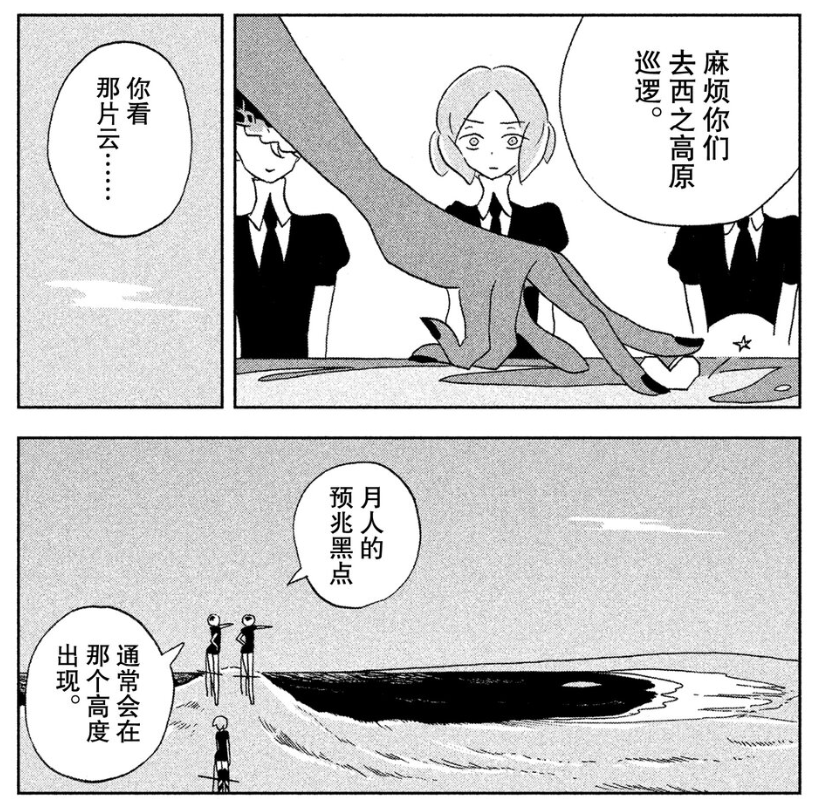 麻烦你们
去西之高原
巡逻。
你看
那片云……
月人的
预兆黑点
通常会在
那个高度
出现。